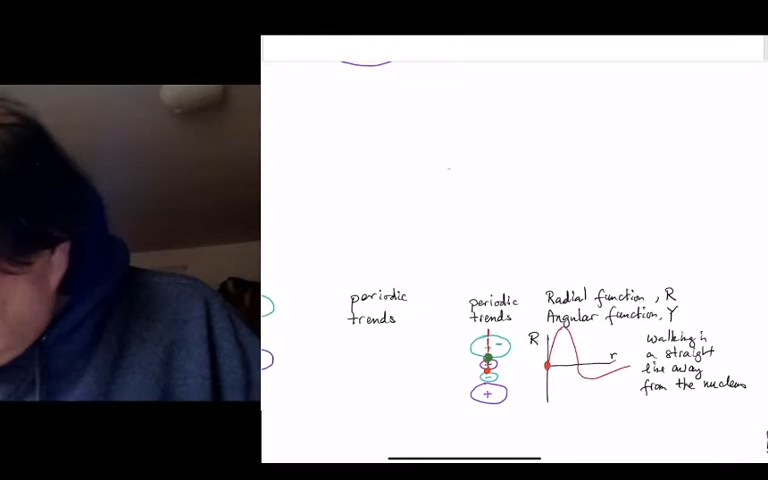 periodic
trends
periodic
trends
Radial function, R
Angular function, Y
R
r
-
-
+
walking in
a straight
line away
from the nucleus